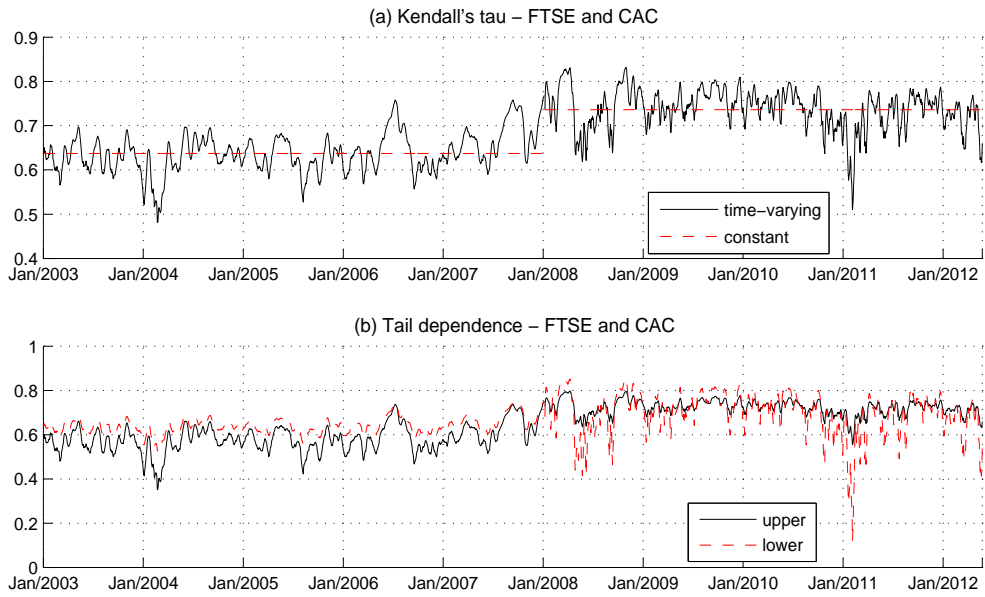 (a) Kendall's tau − FTSE and CAC
0.9
0.8
0.7
0.6
0.5
0.4
Jan/2003 Jan/2004 Jan/2005 Jan/2006 Jan/2007 Jan/2008 Jan/2009 Jan/2010 Jan/2011 Jan/2012
time−varying
constant
(b) Tail dependence − FTSE and CAC
1
0.8
0.6
0.4
0.2
0
Jan/2003 Jan/2004 Jan/2005 Jan/2006 Jan/2007 Jan/2008 Jan/2009 Jan/2010 Jan/2011 Jan/2012
upper
lower